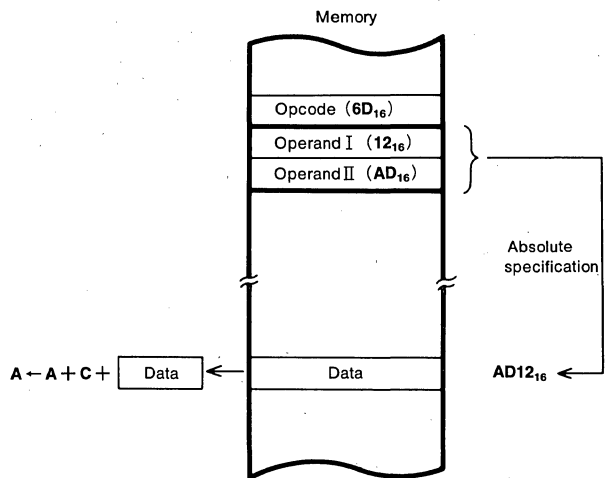 Memory
Opcode (6D₁₆)
Operand Ⅰ (12₁₆)
Operand Ⅱ (AD₁₆)
Absolute
specification
A ← A + C + Data
Data
AD12₁₆